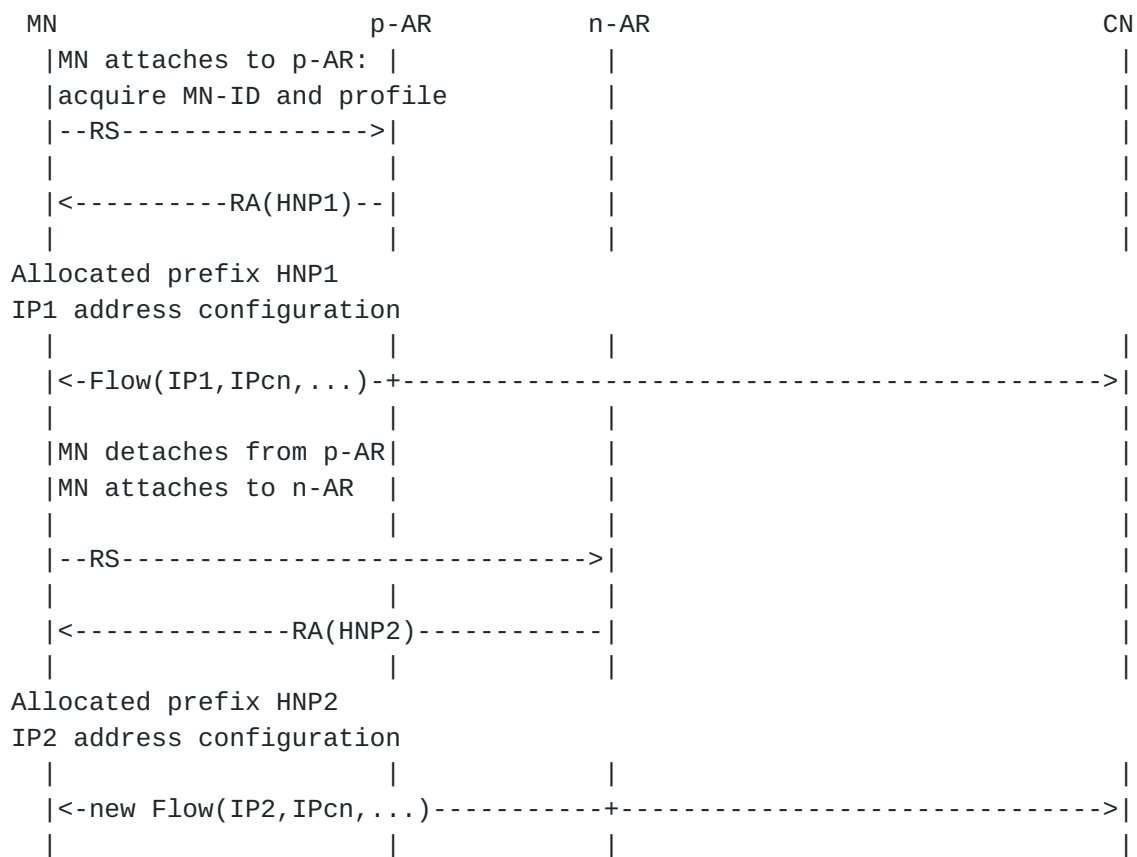 MN                    p-AR          n-AR                             CN
  |MN attaches to p-AR: |             |                                |
  |acquire MN-ID and profile          |                                |
  |--RS---------------->|             |                                |
  |                     |             |                                |
  |<----------RA(HNP1)--|             |                                |
  |                     |             |                                |
Allocated prefix HNP1
IP1 address configuration
  |                     |             |                                |
  |<-Flow(IP1,IPcn,...)-+--------------------------------------------->|
  |                     |             |                                |
  |MN detaches from p-AR|             |                                |
  |MN attaches to n-AR  |             |                                |
  |                     |             |                                |
  |--RS------------------------------>|                                |
  |                     |             |                                |
  |<--------------RA(HNP2)------------|                                |
  |                     |             |                                |
Allocated prefix HNP2
IP2 address configuration
  |                     |             |                                |
  |<-new Flow(IP2,IPcn,...)-----------+------------------------------->|
  |                     |             |                                |